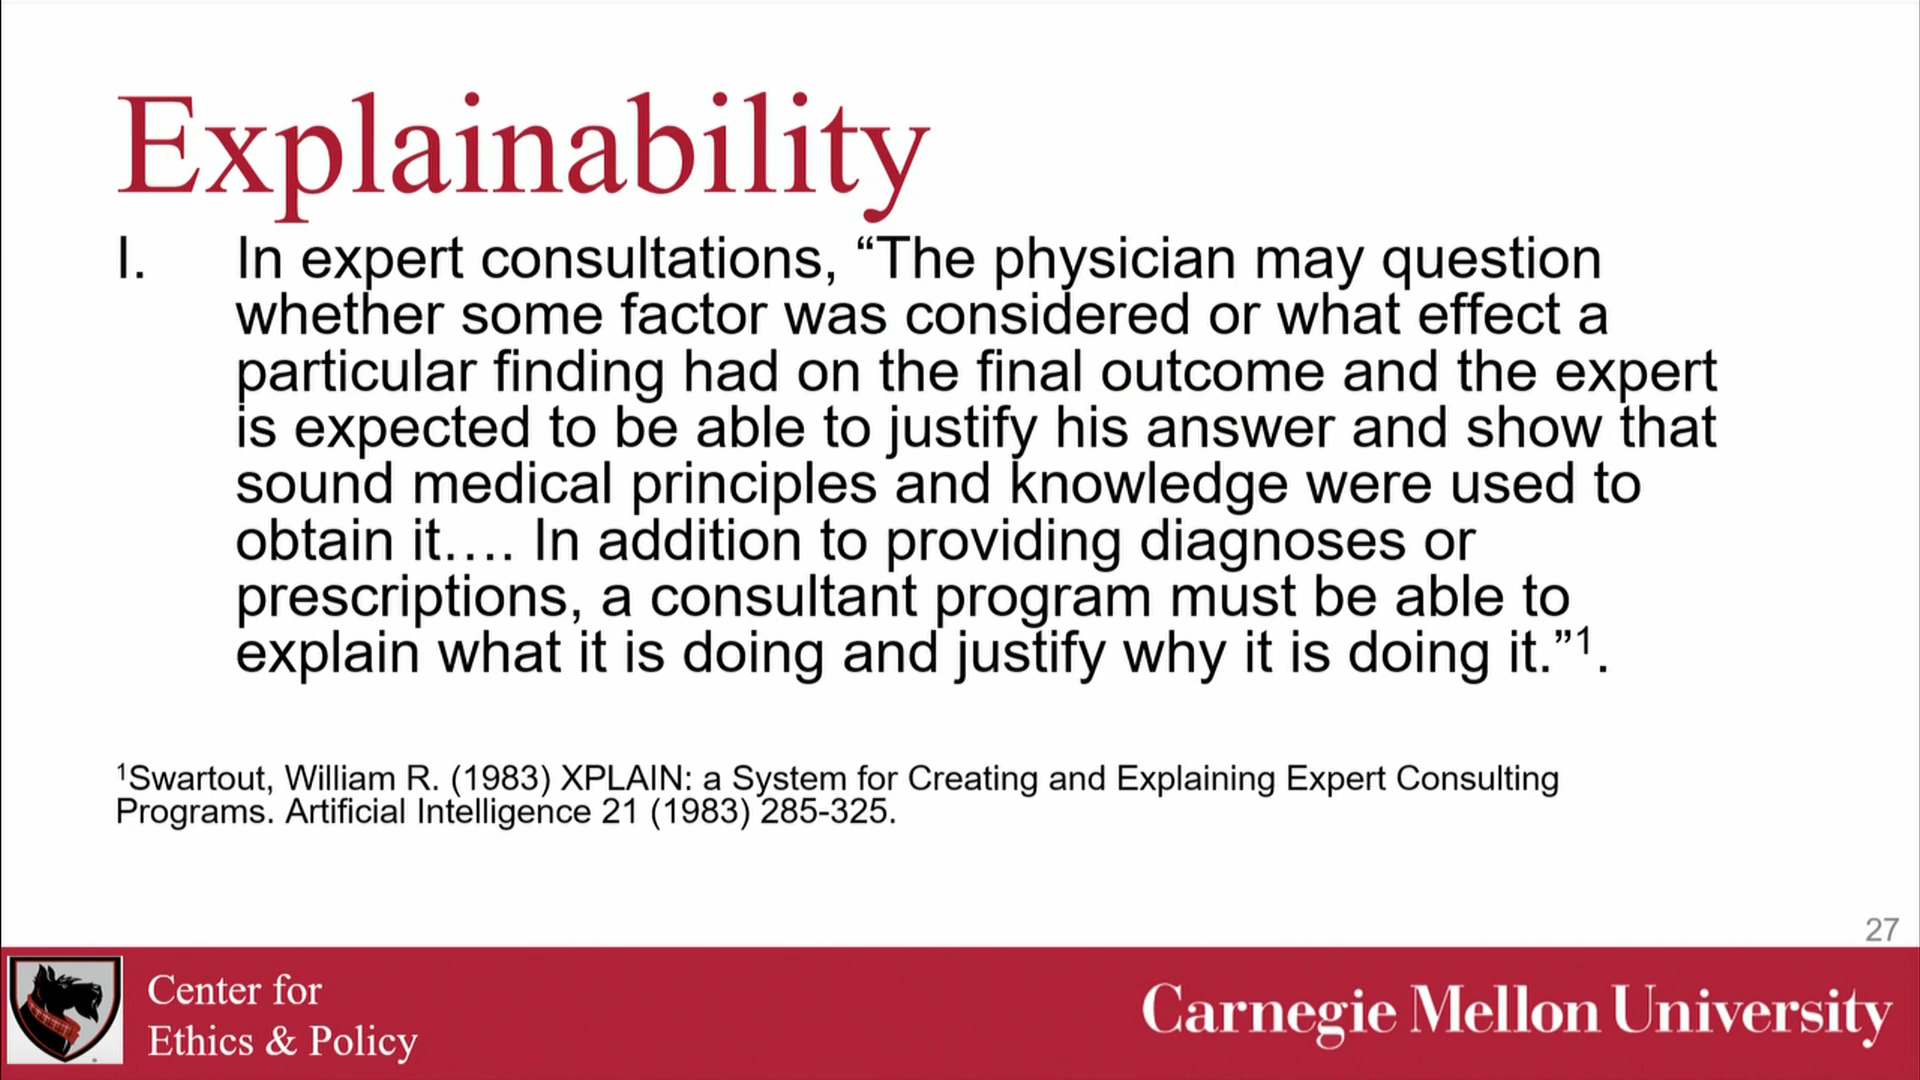 Explainability
I. In expert consultations, “The physician may question
whether some factor was considered or what effect a
particular finding had on the final outcome and the expert
is expected to be able to justify his answer and show that
sound medical principles and knowledge were used to
obtain it…. In addition to providing diagnoses or
prescriptions, a consultant program must be able to
explain what it is doing and justify why it is doing it.”¹.
¹Swartout, William R. (1983) XPLAIN: a System for Creating and Explaining Expert Consulting
Programs. Artificial Intelligence 21 (1983) 285-325.
27
Center for
Ethics & Policy
Carnegie Mellon University